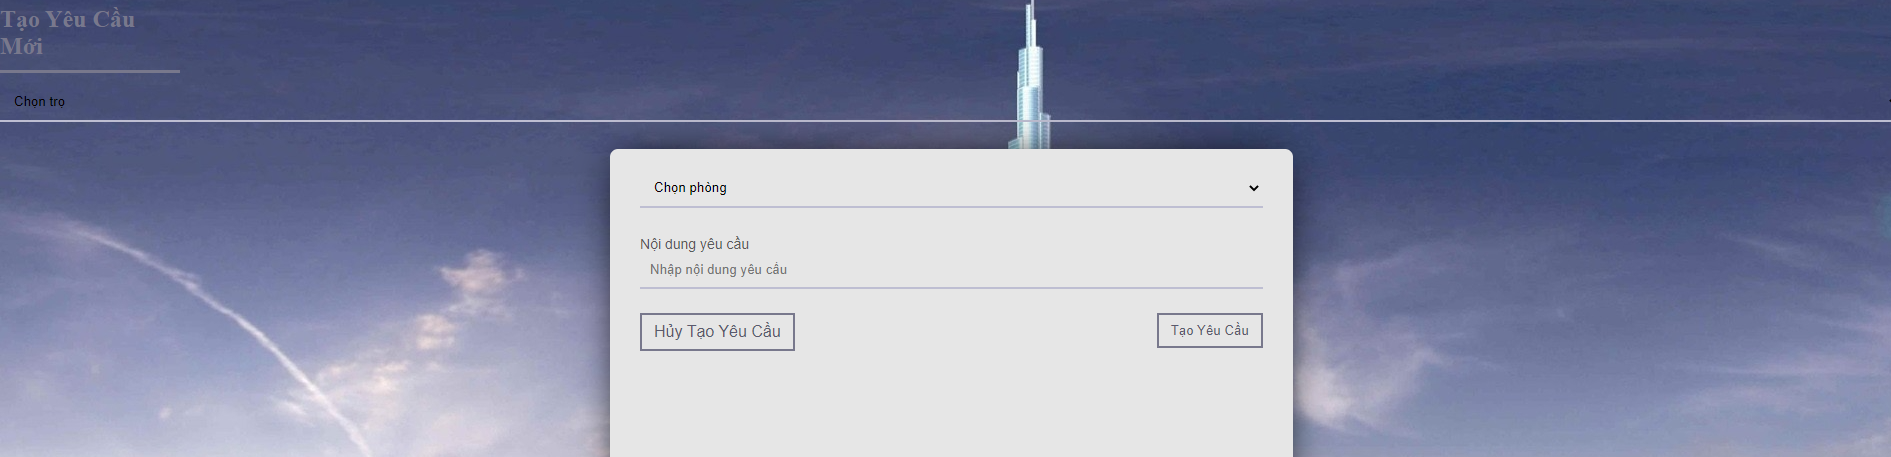 Tạo Yêu Cầu
Mới
Chọn trọ
Chọn phòng
Nội dung yêu cầu
Nhập nội dung yêu cầu
Hủy Tạo Yêu Cầu
Tạo Yêu Cầu